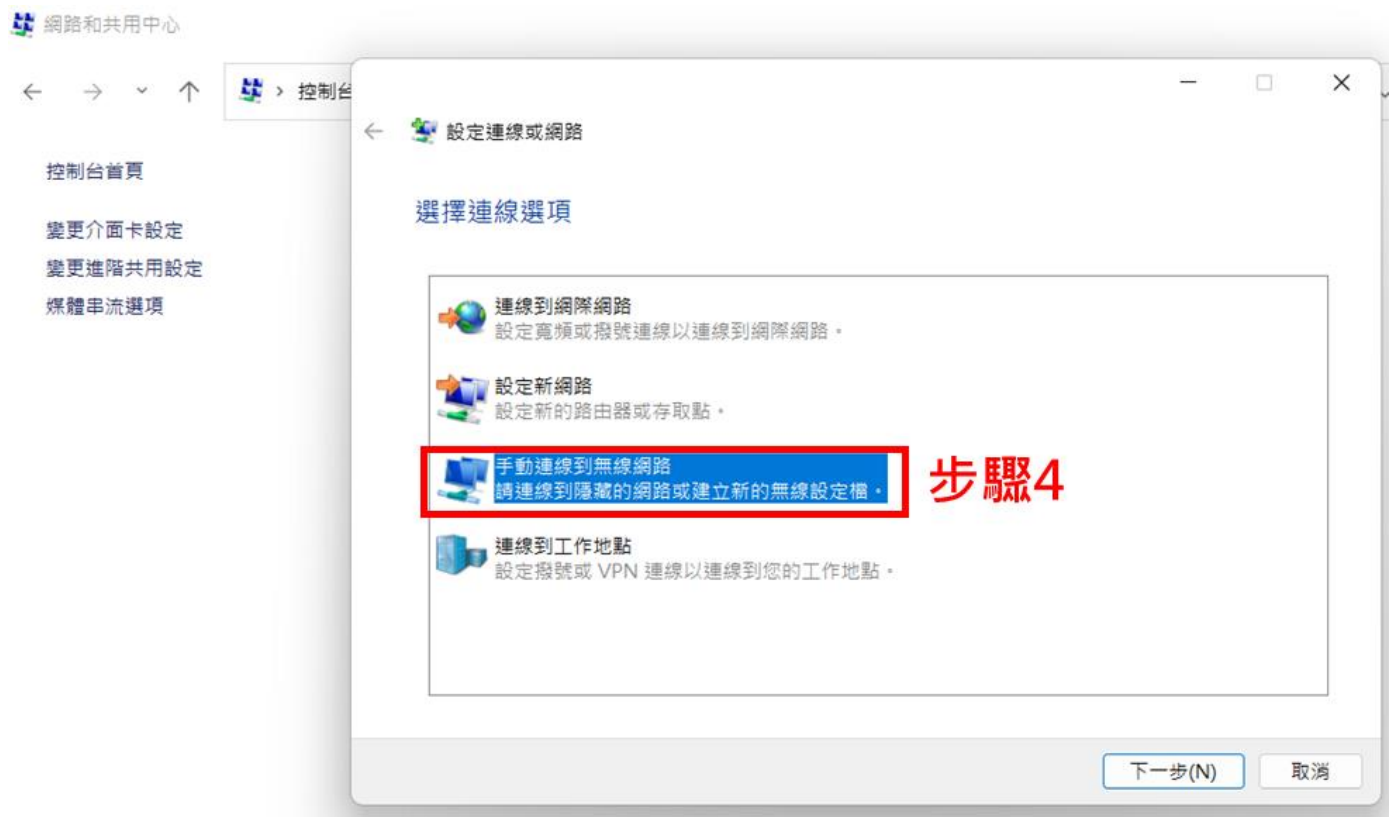 網路和共用中心
控制台
設定連線或網路
控制台首頁
變更介面卡設定
變更進階共用設定
媒體串流選項
選擇連線選項
連線到網際網路
設定寬頻或撥號連線以連線到網際網路。
設定新網路
設定新的路由器或存取點。
手動連線到無線網路
請連線到隱藏的網路或建立新的無線設定檔。
步驟4
連線到工作地點
設定撥號或 VPN 連線以連線到您的工作地點。
下一步(N)
取消